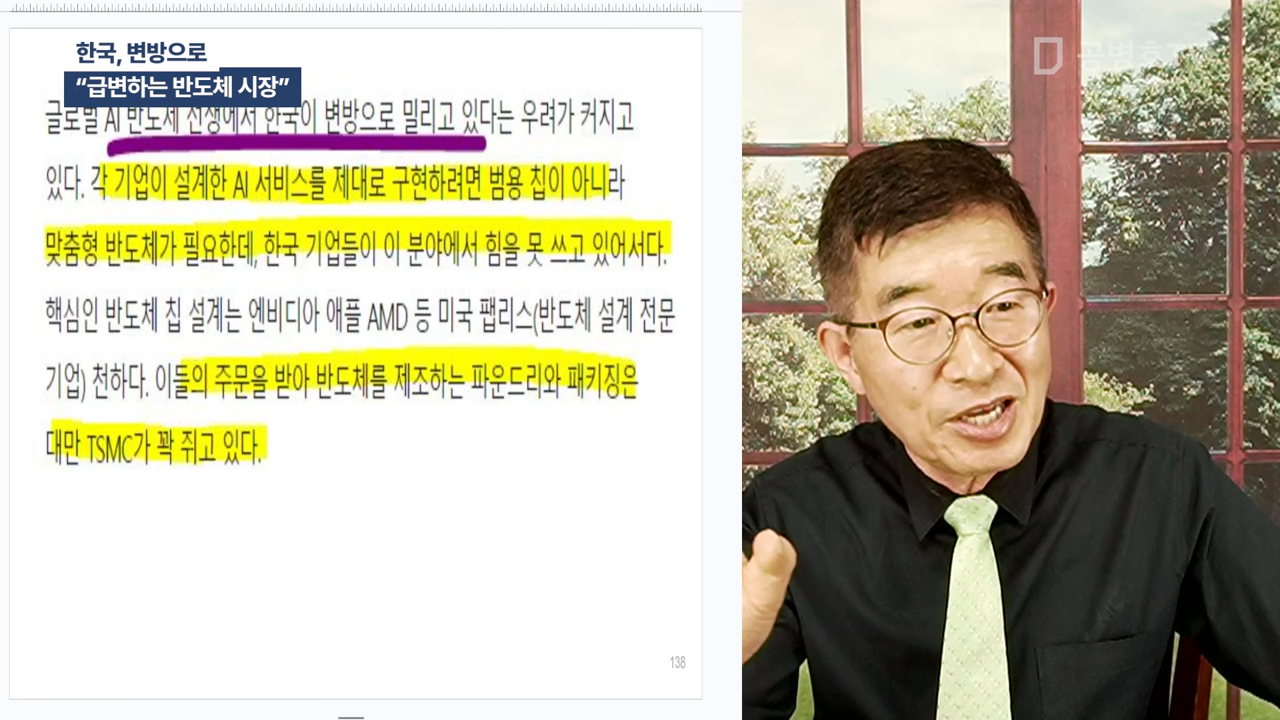 한국, 변방으로
“급변하는 반도체 시장”
글로벌 AI 반도체 전쟁에서 한국이 변방으로 밀리고 있다는 우려가 커지고
있다. 각 기업이 설계한 AI 서비스를 제대로 구현하려면 범용 칩이 아니라
맞춤형 반도체가 필요한데, 한국 기업들이 이 분야에서 힘을 못 쓰고 있어서다.
핵심인 반도체 칩 설계는 엔비디아 애플 AMD 등 미국 팹리스(반도체 설계 전문
기업) 천하다. 이들의 주문을 받아 반도체를 제조하는 파운드리와 패키징은
대만 TSMC가 꽉 쥐고 있다.
138